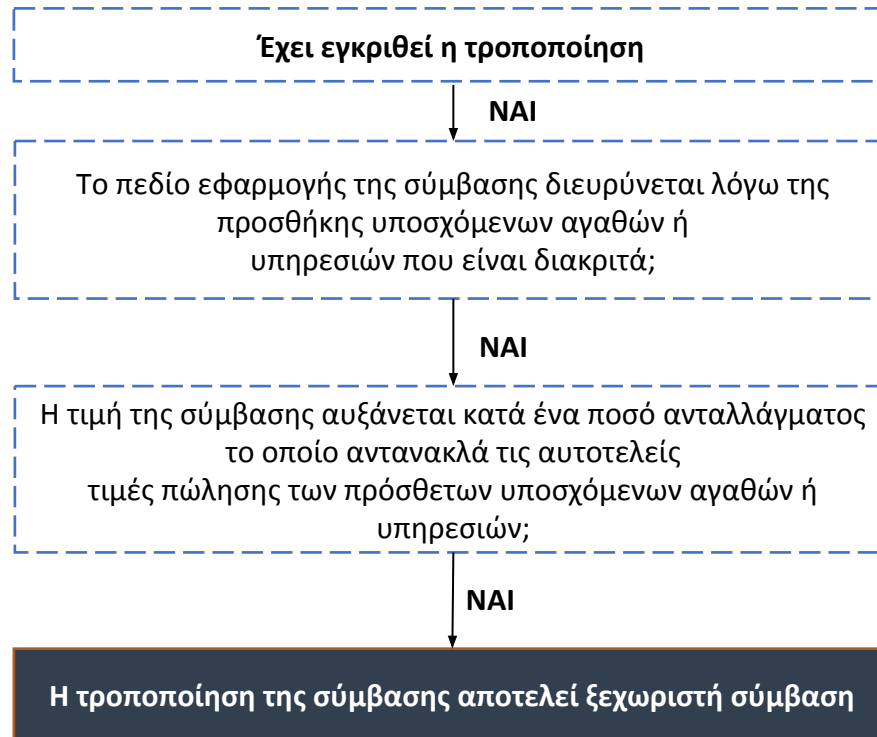 Έχει εγκριθεί η τροποποίηση
ΝΑΙ
Το πεδίο εφαρμογής της σύμβασης διευρύνεται λόγω της
προσθήκης υποσχόμενων αγαθών ή
υπηρεσιών που είναι διακριτά;
ΝΑΙ
Η τιμή της σύμβασης αυξάνεται κατά ένα ποσό ανταλλάγματος
το οποίο αντανακλά τις αυτοτελείς
τιμές πώλησης των πρόσθετων υποσχόμενων αγαθών ή
υπηρεσιών;
ΝΑΙ
Η τροποποίηση της σύμβασης αποτελεί ξεχωριστή σύμβαση